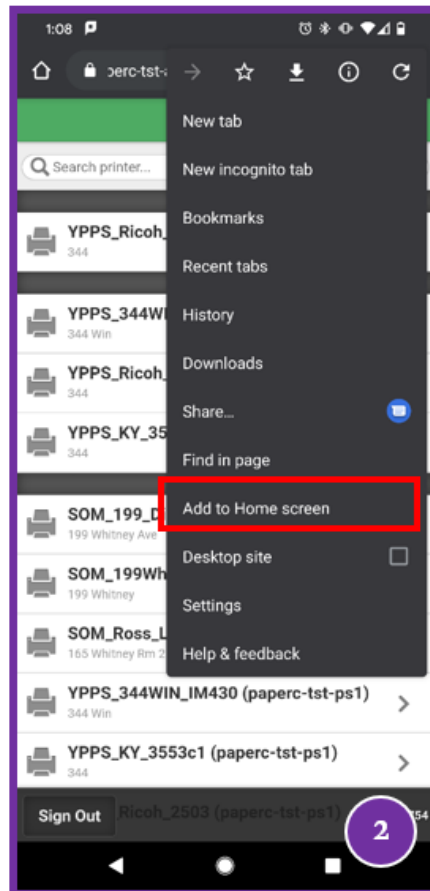 1:08
perc-tst-
New tab
Search printer...
New incognito tab
Bookmarks
YPPS_Ricoh_
344
Recent tabs
YPPS_344WI
History
344 Win
Downloads
YPPS_Ricoh_
344
Share...
YPPS_KY_35
344
Find in page
SOM_199_D
Add to Home screen
199 Whitney Ave
Desktop site
SOM_199Wh
199 Whitney
Settings
SOM_Ross_L
165 Whitney Rm 2
Help & feedback
YPPS_344WIN_IM430 (paperc-tst-ps1)
344 Win
YPPS_KY_3553c1 (paperc-tst-ps1)
344
Sign Out
Ricoh_2503 (paperc-tst-ps1)
2
54